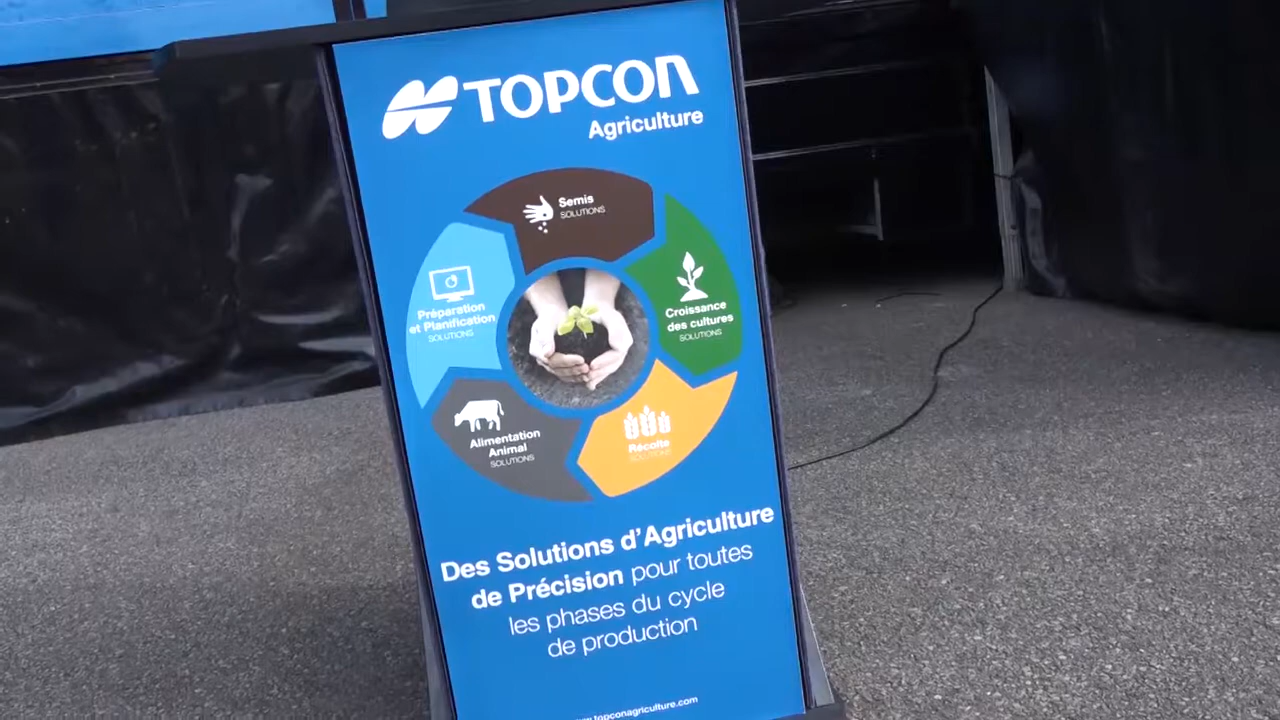 TOPCON
Agriculture
Semis
SOLUTIONS
Croissance
des cultures
SOLUTIONS
Récolte
SOLUTIONS
Alimentation
Animal
SOLUTIONS
Préparation
et Planification
SOLUTIONS
Des Solutions d'Agriculture
de Précision pour toutes
les phases du cycle
de production
topconagriculture.com